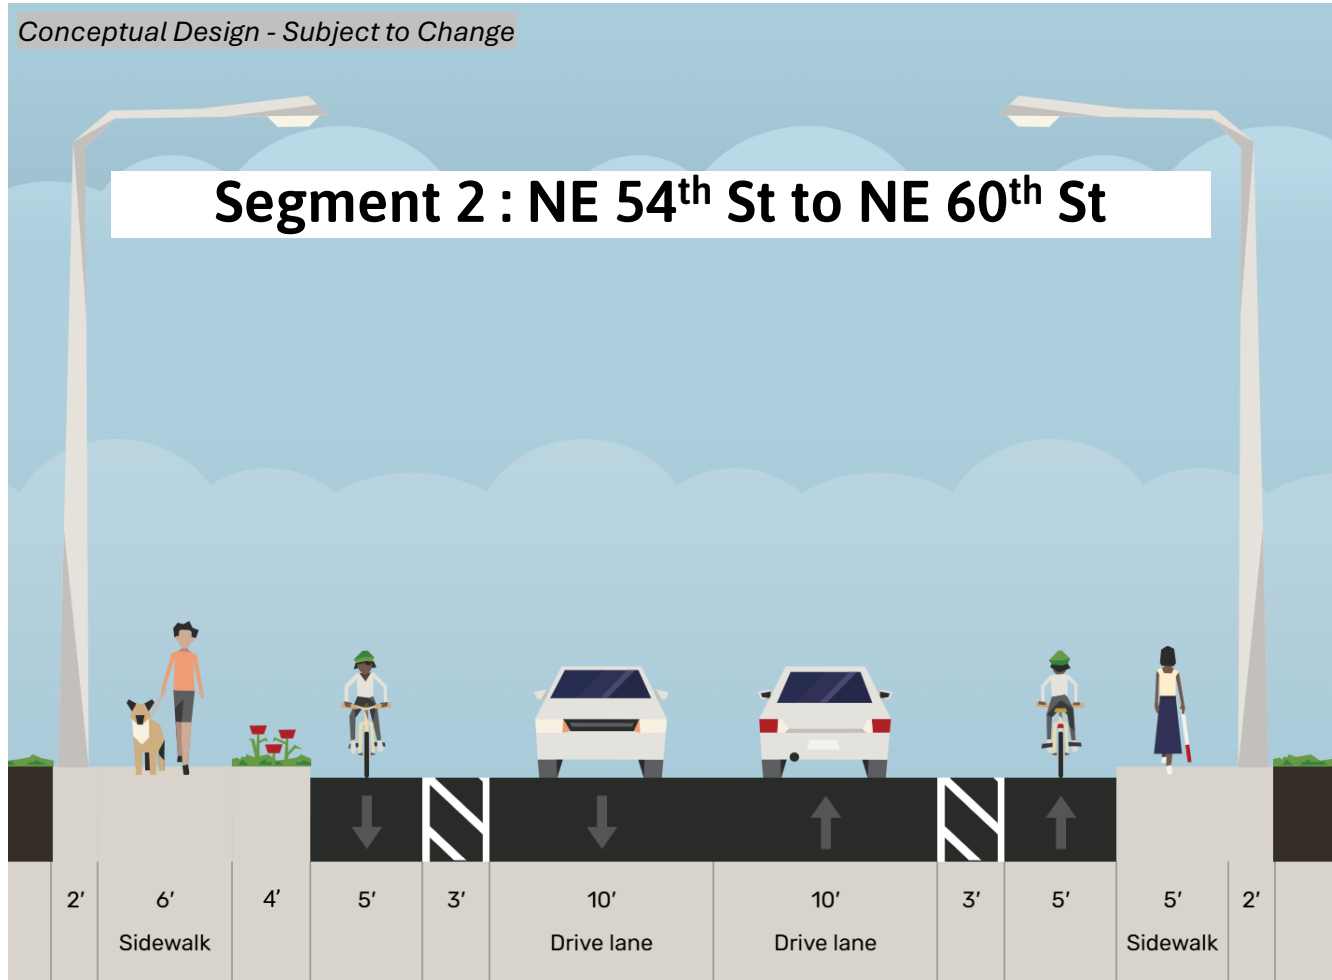 Conceptual Design - Subject to Change
Segment 2 : NE 54th St to NE 60th St
2' 6' 4' 5' 3' 10' 10' 3' 5' 5' 2'
Sidewalk Drive lane Drive lane Sidewalk